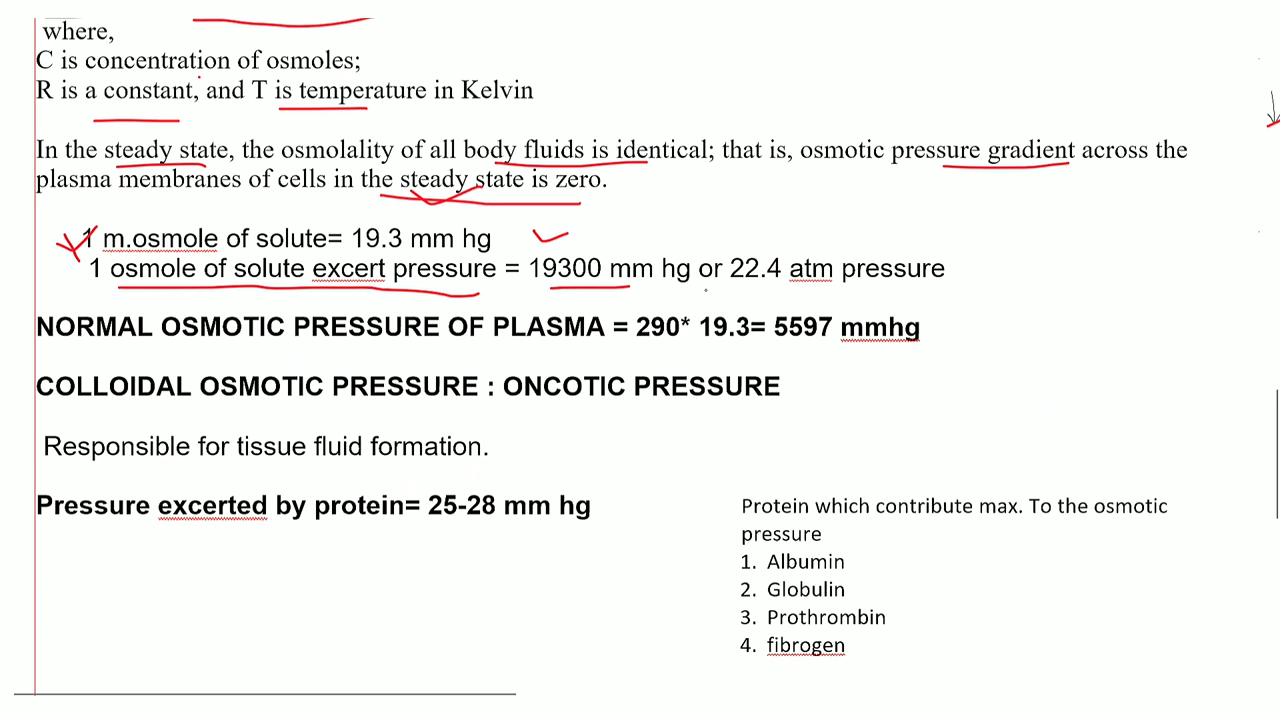 where,
C is concentration of osmoles;
R is a constant, and T is temperature in Kelvin
In the steady state, the osmolality of all body fluids is identical; that is, osmotic pressure gradient across the
plasma membranes of cells in the steady state is zero.
1 m.osmole of solute= 19.3 mm hg
1 osmole of solute excert pressure = 19300 mm hg or 22.4 atm pressure
NORMAL OSMOTIC PRESSURE OF PLASMA = 290* 19.3= 5597 mmhg
COLLOIDAL OSMOTIC PRESSURE : ONCOTIC PRESSURE
Responsible for tissue fluid formation.
Pressure excerted by protein= 25-28 mm hg
Protein which contribute max. To the osmotic
pressure
1. Albumin
2. Globulin
3. Prothrombin
4. fibrogen